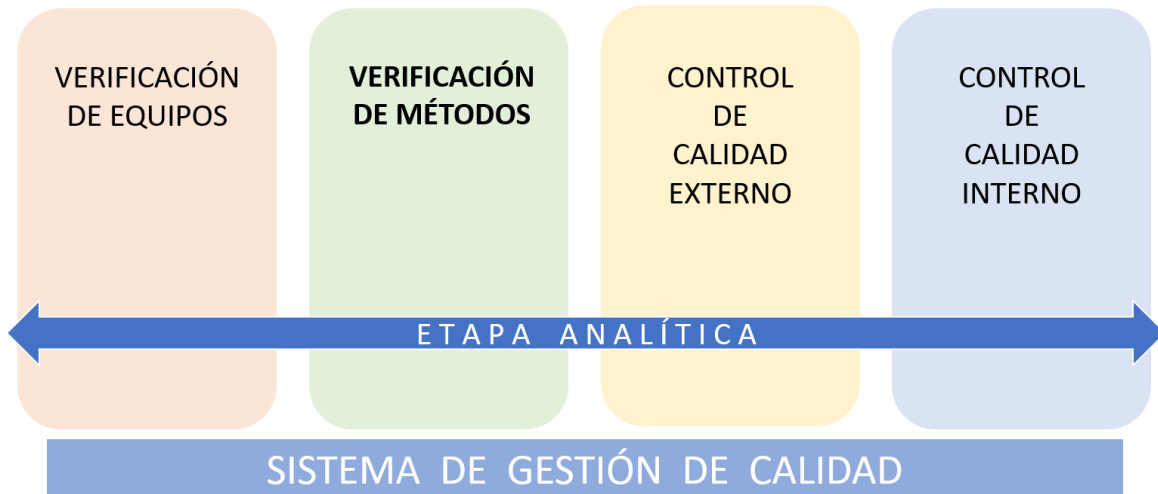 VERIFICACIÓN
DE EQUIPOS
VERIFICACIÓN
DE MÉTODOS
CONTROL
DE
CALIDAD
EXTERNO
CONTROL
DE
CALIDAD
INTERNO
ETAPA ANALÍTICA
SISTEMA DE GESTIÓN DE CALIDAD